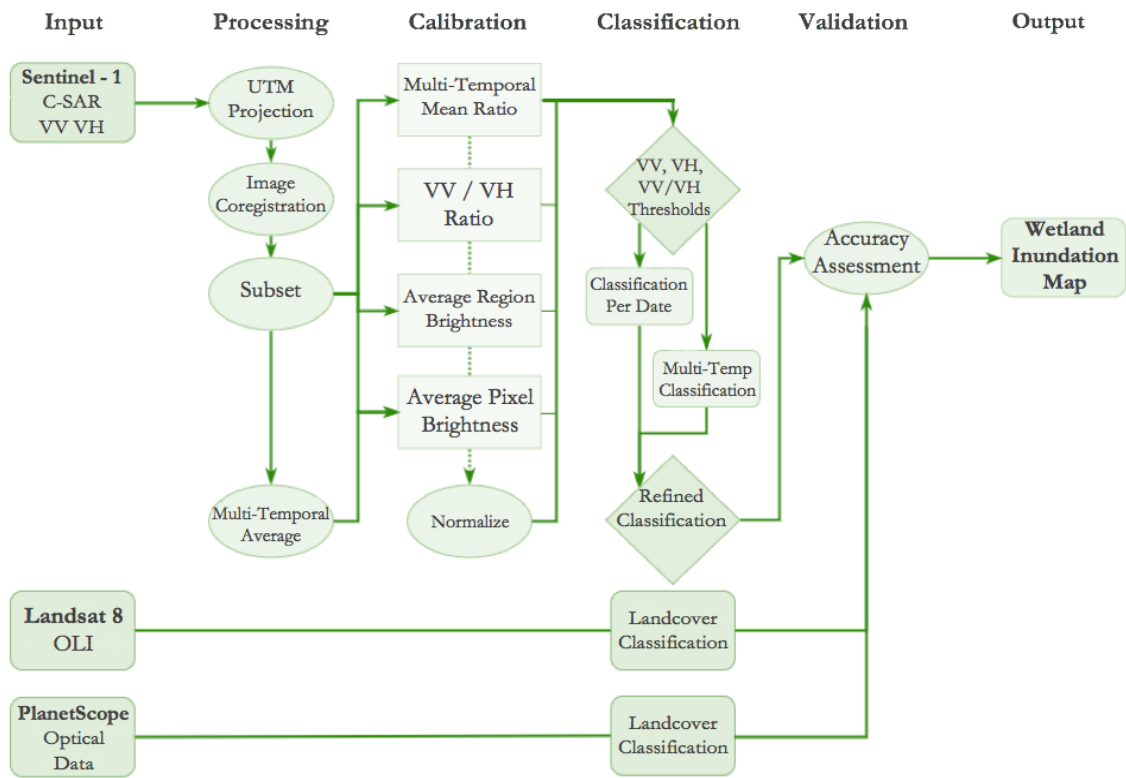 Input
Processing
Calibration
Classification
Validation
Output
Sentinel - 1
C-SAR
VV VH
UTM
Projection
Image
Coregistration
Subset
Multi-Temporal
Average
Multi-Temporal
Mean Ratio
VV / VH
Ratio
Average Region
Brightness
Average Pixel
Brightness
Normalize
VV, VH,
VV/VH
Thresholds
Classification
Per Date
Multi-Temp
Classification
Refined
Classification
Accuracy
Assessment
Wetland
Inundation
Map
Landsat 8
OLI
Landcover
Classification
PlanetScope
Optical
Data
Landcover
Classification